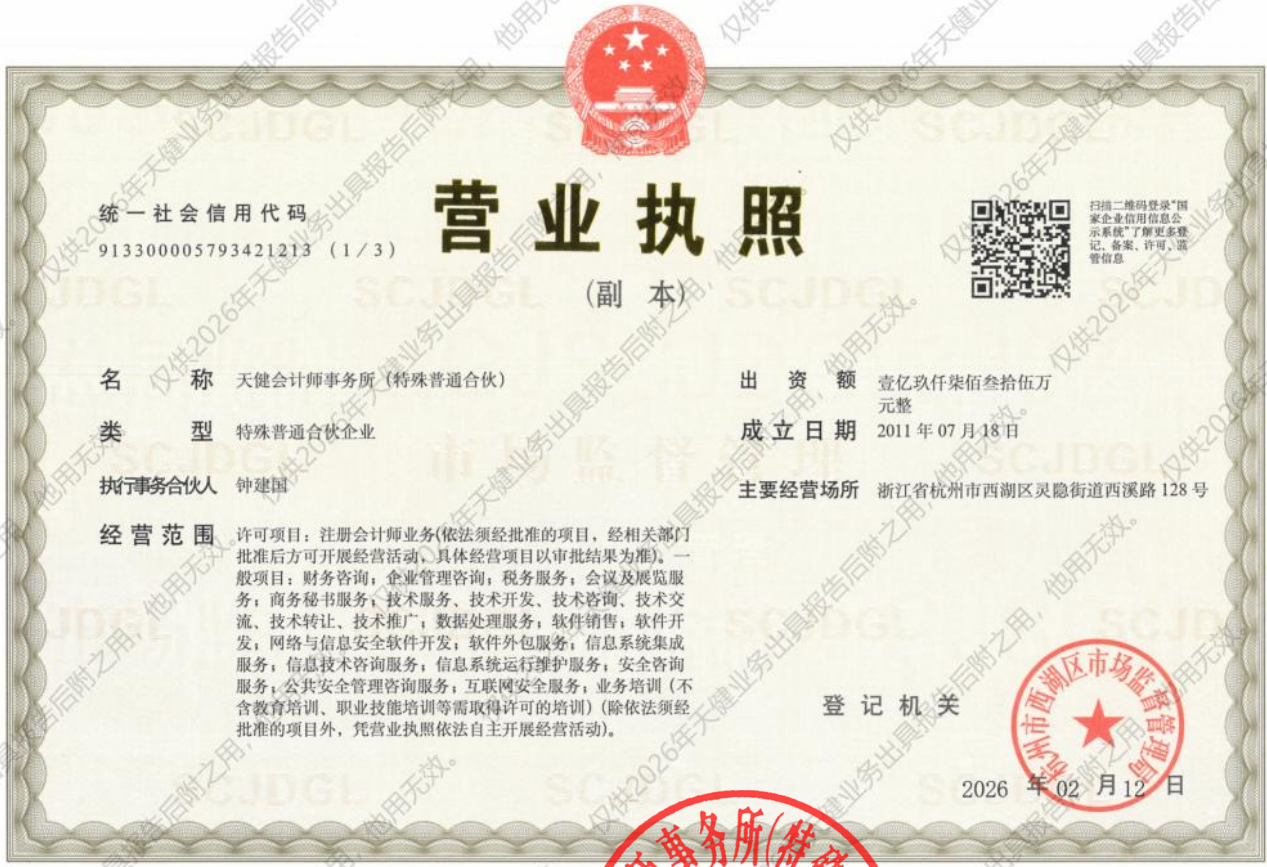 营业执照
(副 本)
统一社会信用代码
913300005793421213 (1/3)
扫描二维码登录“国
家企业信用信息公
示系统”了解更多登
记、备案、许可、监
管信息
名 称 天健会计师事务所（特殊普通合伙）
类 型 特殊普通合伙企业
执行事务合伙人 钟建国
经营范围 许可项目：注册会计师业务(依法须经批准的项目，经相关部门
批准后方可开展经营活动，具体经营项目以审批结果为准)。一
般项目：财务咨询；企业管理咨询；税务服务；会议及展览服
务；商务秘书服务；技术服务、技术开发、技术咨询、技术交
流、技术转让、技术推广；数据处理服务；软件销售；软件开
发；网络与信息安全软件开发；软件外包服务；信息系统集成
服务；信息技术咨询服务；信息系统运行维护服务；安全咨询
服务；公共安全管理咨询服务；互联网安全服务；业务培训（不
含教育培训、职业技能培训等需取得许可的培训）(除依法须经
批准的项目外，凭营业执照依法自主开展经营活动)。
出 资 额 壹亿玖仟柒佰叁拾伍万
元整
成立日期 2011年07月18日
主要经营场所 浙江省杭州市西湖区灵隐街道西溪路128号
登记机关
杭州市西湖区市场监督管理局
2026 年 02 月 12 日
事务所(特殊
仅供2026年天健业务出具报告后附之用，他用无效。
SCJDGL
市场监督管理